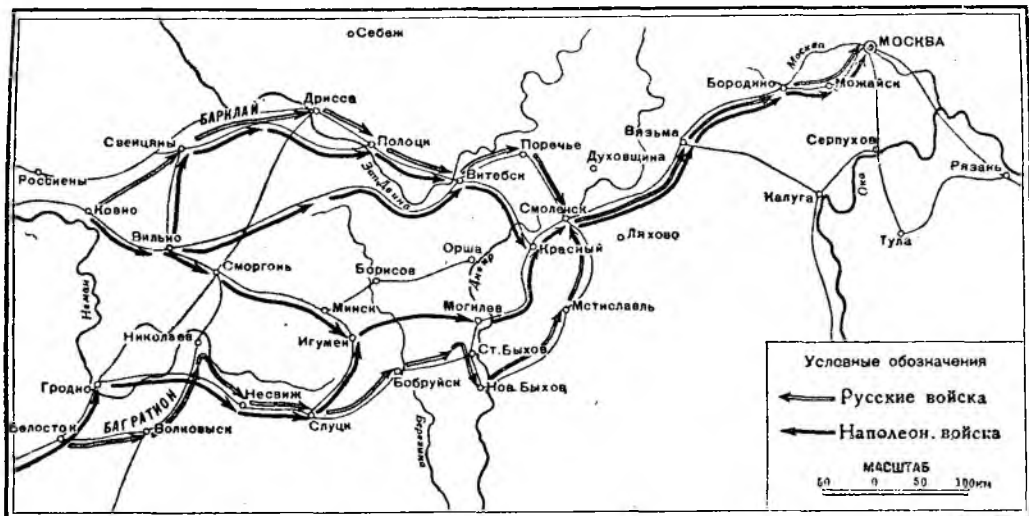 Себеж
МОСКВА
Москва
Бородино
Можайск
БАРКЛАЙ
Дрисса
Свенцяны
Полоцк
Вязьма
Поречье
Духовщина
Серпухов
Россиены
Витебск
Зап. Двина
Рязань
Калуга
Ока
Ковно
Смоленск
Вильно
Красный
Ляхово
Тула
Орша
Сморгонь
Борисов
Днепр
Неман
Минск
Могилев
Мстиславль
Николаев
Игумен
Ст. Быхов
Гродно
Несвиж
Бобруйск
Нов. Быхов
БАГРАТИОН
Белосток
Волковыск
Слуцк
Березина
Условные обозначения
Русские войска
Наполеон. войска
МАСШТАБ
50 0 50 100км